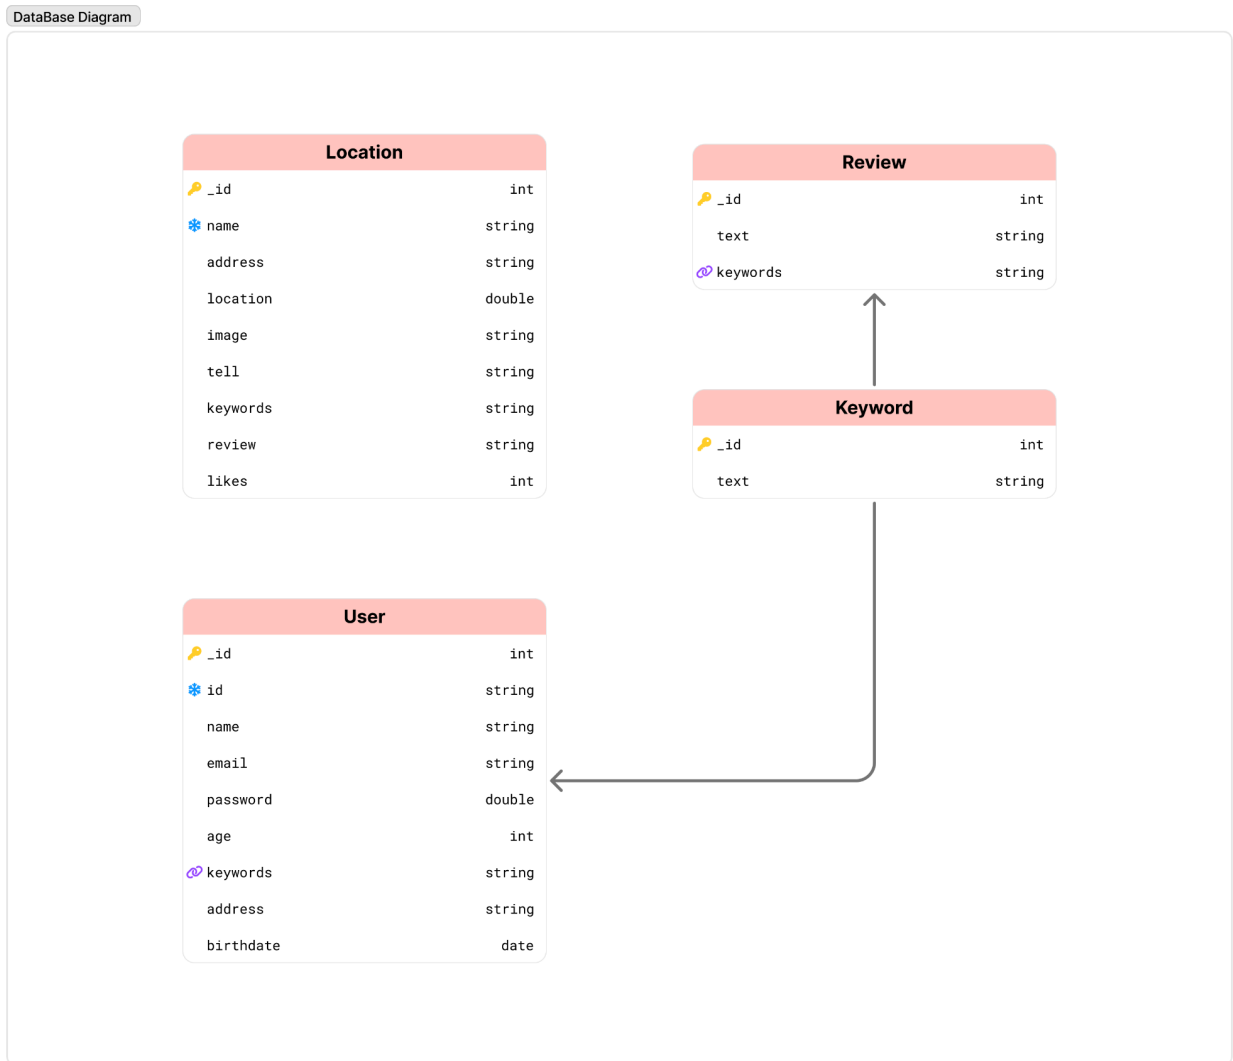 DataBase Diagram
Location
_id int
name string
address string
location double
image string
tell string
keywords string
review string
likes int
Review
_id int
text string
keywords string
Keyword
_id int
text string
User
_id int
id string
name string
email string
password double
age int
keywords string
address string
birthdate date